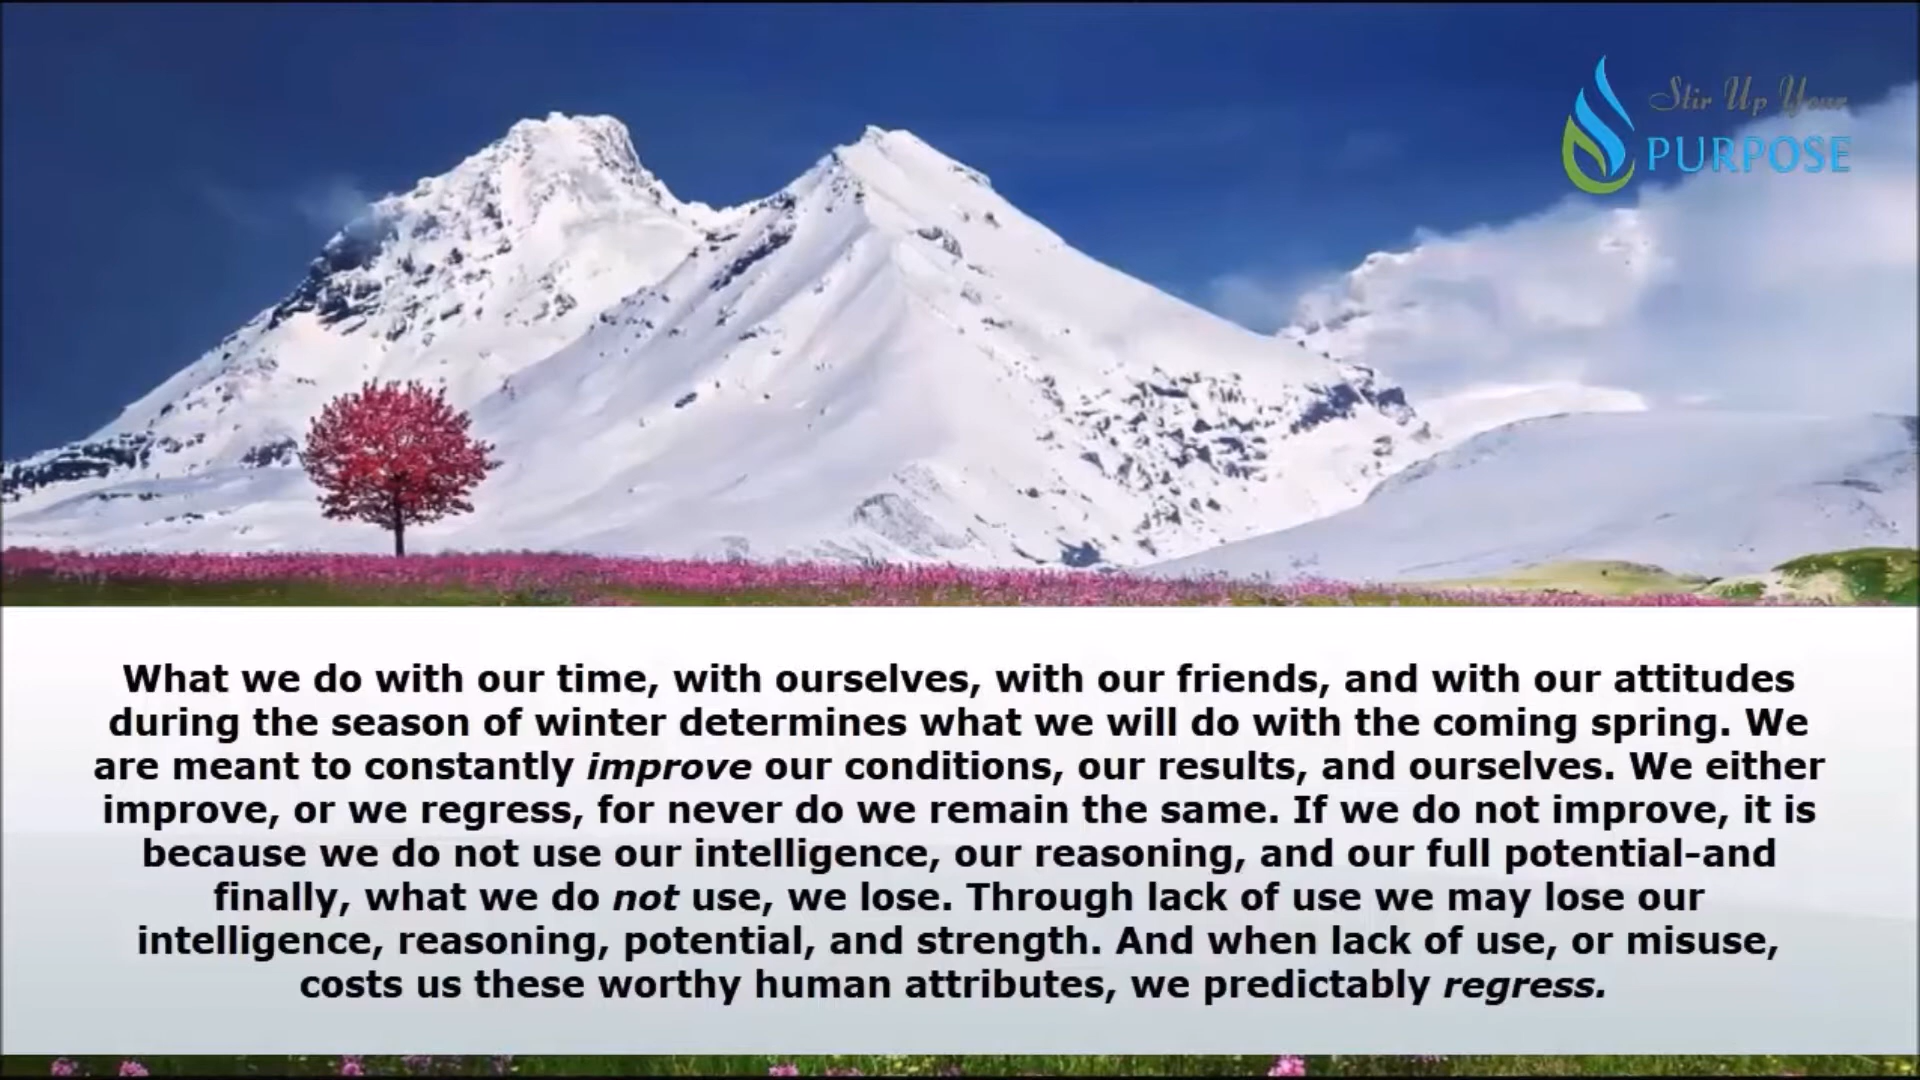 Stir Up Your
PURPOSE
What we do with our time, with ourselves, with our friends, and with our attitudes
during the season of winter determines what we will do with the coming spring. We
are meant to constantly improve our conditions, our results, and ourselves. We either
improve, or we regress, for never do we remain the same. If we do not improve, it is
because we do not use our intelligence, our reasoning, and our full potential-and
finally, what we do not use, we lose. Through lack of use we may lose our
intelligence, reasoning, potential, and strength. And when lack of use, or misuse,
costs us these worthy human attributes, we predictably regress.